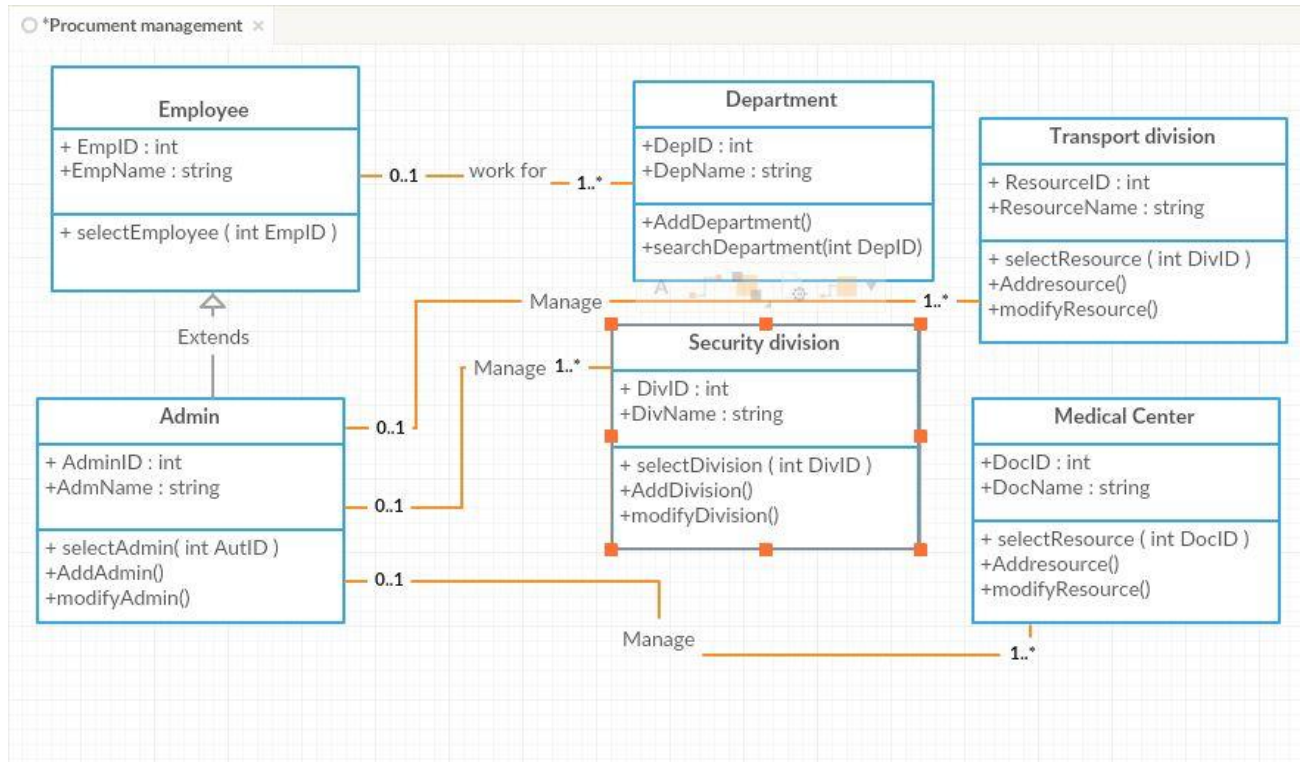 *Procument management ×
Employee
+ EmpID : int
+EmpName : string
+ selectEmployee ( int EmpID )
0..1
work for
1..*
Department
+DepID : int
+DepName : string
+AddDepartment()
+searchDepartment(int DepID)
Transport division
+ ResourceID : int
+ResourceName : string
+ selectResource ( int DivID )
+Addresource()
+modifyResource()
A
Manage
1..*
Extends
Security division
+ DivID : int
+DivName : string
+ selectDivision ( int DivID )
+AddDivision()
+modifyDivision()
Manage
1..*
Admin
+ AdminID : int
+AdmName : string
+ selectAdmin( int AutID )
+AddAdmin()
+modifyAdmin()
0..1
0..1
0..1
Medical Center
+DocID : int
+DocName : string
+ selectResource ( int DocID )
+Addresource()
+modifyResource()
Manage
1..*